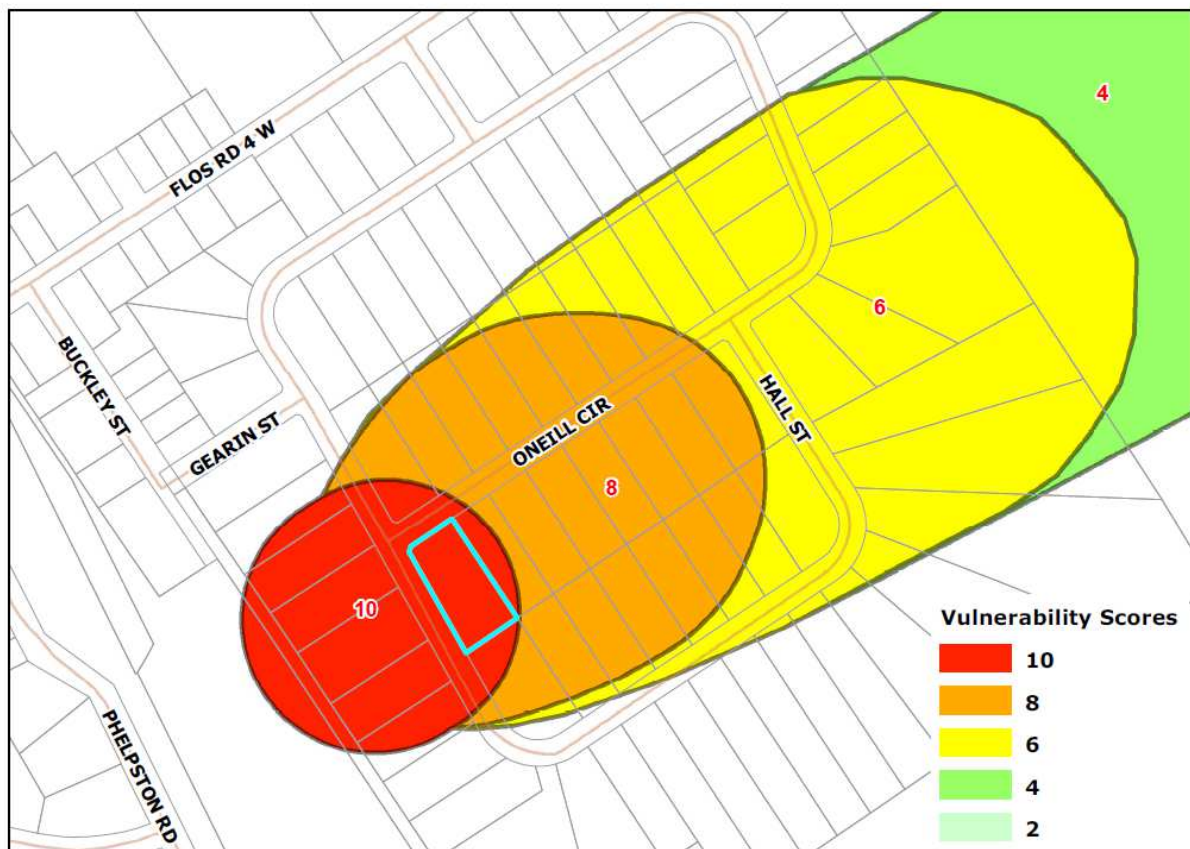 4
FLOS RD 4 W
6
BUCKLEY ST
HALL ST
ONEILL CIR
GEARIN ST
8
10
PHELPSTON RD
Vulnerability Scores
10
8
6
4
2